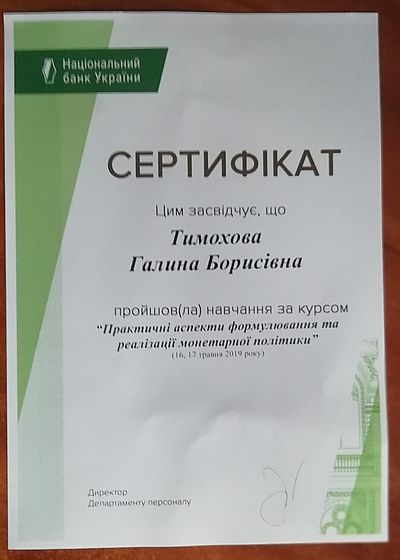 Національний
банк України
СЕРТИФІКАТ
Цим засвідчує, що
Тимохова
Галина Борисівна
пройшов(ла) навчання за курсом
“Практичні аспекти формулювання та
реалізації монетарної політики”
(16, 17 травня 2019 року)
Директор
Департаменту персоналу